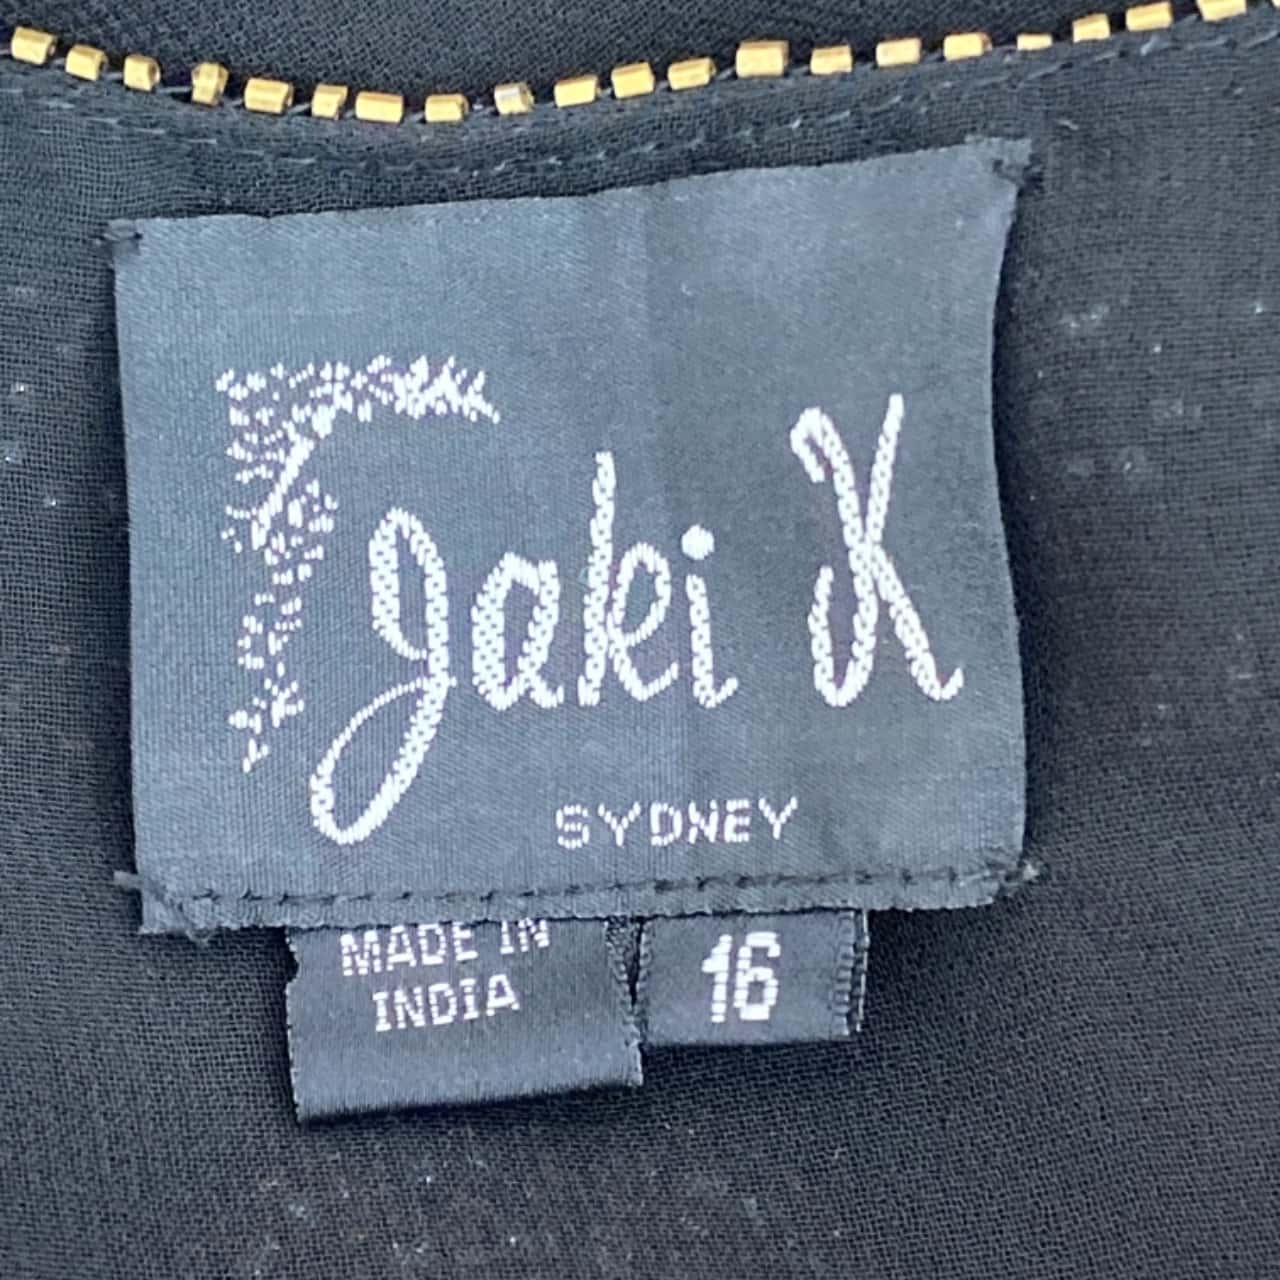 Jaki X
SYDNEY
MADE IN
INDIA
16